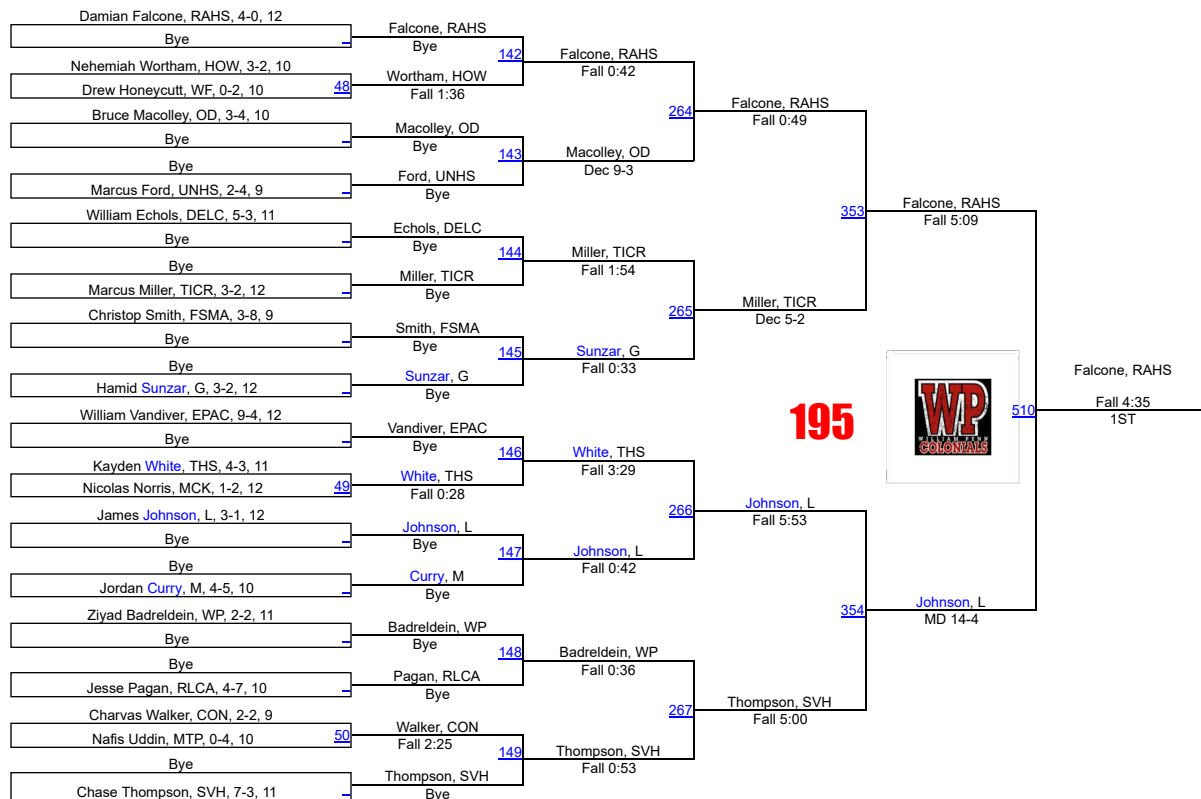 Damian Falcone, RAHS, 4-0, 12
Bye
Nehemiah Wortham, HOW, 3-2, 10
Drew Honeycutt, WF, 0-2, 10
48
Bruce Macolley, OD, 3-4, 10
Bye
Bye
Marcus Ford, UNHS, 2-4, 9
William Echols, DELC, 5-3, 11
Bye
Bye
Marcus Miller, TICR, 3-2, 12
Christop Smith, FSMA, 3-8, 9
Bye
Bye
Hamid Sunzar, G, 3-2, 12
William Vandiver, EPAC, 9-4, 12
Bye
Kayden White, THS, 4-3, 11
Nicolas Norris, MCK, 1-2, 12
49
James Johnson, L, 3-1, 12
Bye
Bye
Jordan Curry, M, 4-5, 10
Ziyad Badreldein, WP, 2-2, 11
Bye
Bye
Jesse Pagan, RLCA, 4-7, 10
Charvas Walker, CON, 2-2, 9
Nafis Uddin, MTP, 0-4, 10
50
Bye
Chase Thompson, SVH, 7-3, 11
Falcone, RAHS
Bye
142
Wortham, HOW
Fall 1:36
Macolley, OD
Bye
143
Ford, UNHS
Bye
Echols, DELC
Bye
144
Miller, TICR
Bye
Smith, FSMA
Bye
145
Sunzar, G
Bye
Vandiver, EPAC
Bye
146
White, THS
Fall 0:28
Johnson, L
Bye
147
Curry, M
Bye
Badreldein, WP
Bye
148
Pagan, RLCA
Bye
Walker, CON
Fall 2:25
149
Thompson, SVH
Bye
Falcone, RAHS
Fall 0:42
264
Macolley, OD
Dec 9-3
Miller, TICR
Fall 1:54
265
Sunzar, G
Fall 0:33
White, THS
Fall 3:29
266
Johnson, L
Fall 0:42
Badreldein, WP
Fall 0:36
267
Thompson, SVH
Fall 0:53
Falcone, RAHS
Fall 0:49
353
Miller, TICR
Dec 5-2
Johnson, L
Fall 5:53
354
Thompson, SVH
Fall 5:00
Falcone, RAHS
Fall 5:09
195
WP
WILLIAM PENN
COLONIALS
510
Johnson, L
MD 14-4
Falcone, RAHS
Fall 4:35
1ST